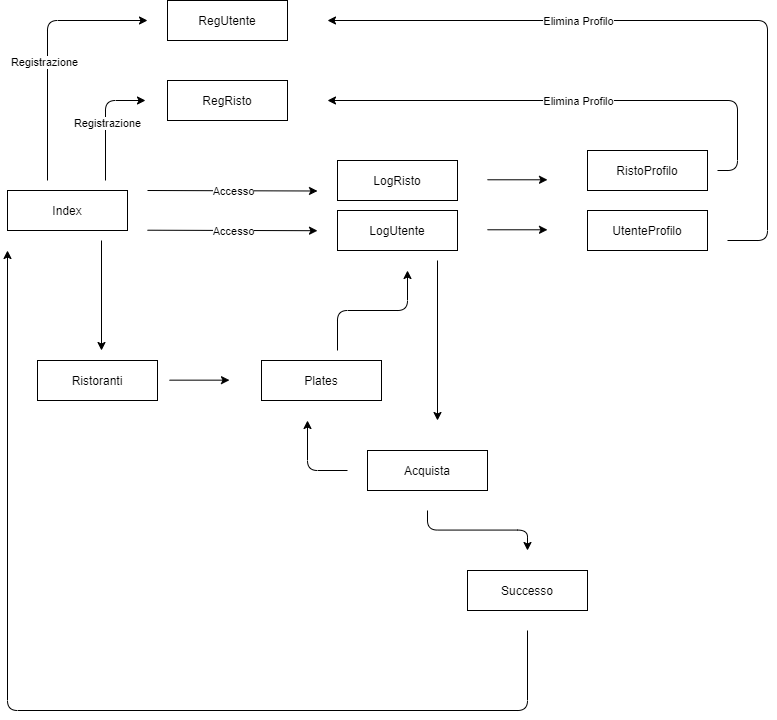 RegUtente
Elimina Profilo
Registrazione
RegRisto
Elimina Profilo
Registrazione
LogRisto
RistoProfilo
Accesso
Index
LogUtente
UtenteProfilo
Accesso
Ristoranti
Plates
Acquista
Successo